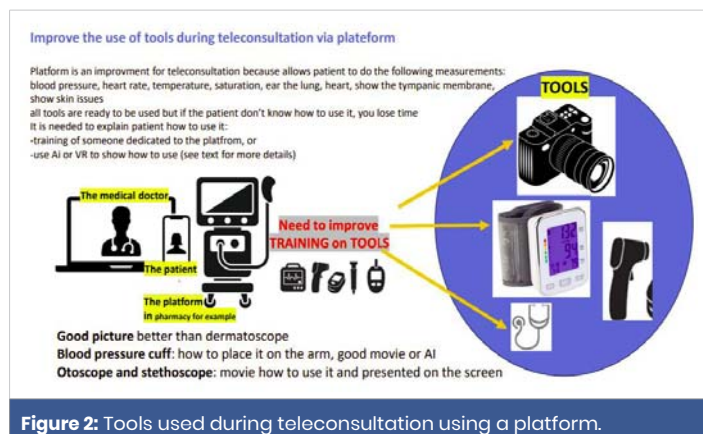 Improve the use of tools during teleconsultation via plateform
Platform is an improvment for teleconsultation because allows patient to do the following measurements:
blood pressure, heart rate, temperature, saturation, ear the lung, heart, show the tympanic membrane,
show skin issues
all tools are ready to be used but if the patient don't know how to use it, you lose time
It is needed to explain patient how to use it:
-training of someone dedicated to the platfrom, or
-use Ai or VR to show how to use (see text for more details)
TOOLS
The medical doctor
The patient
The platform
in pharmacy for example
Need to improve
TRAINING on TOOLS
Good picture better than dermatoscope
Blood pressure cuff: how to place it on the arm, good movie or AI
Otoscope and stethoscope: movie how to use it and presented on the screen
Figure 2: Tools used during teleconsultation using a platform.